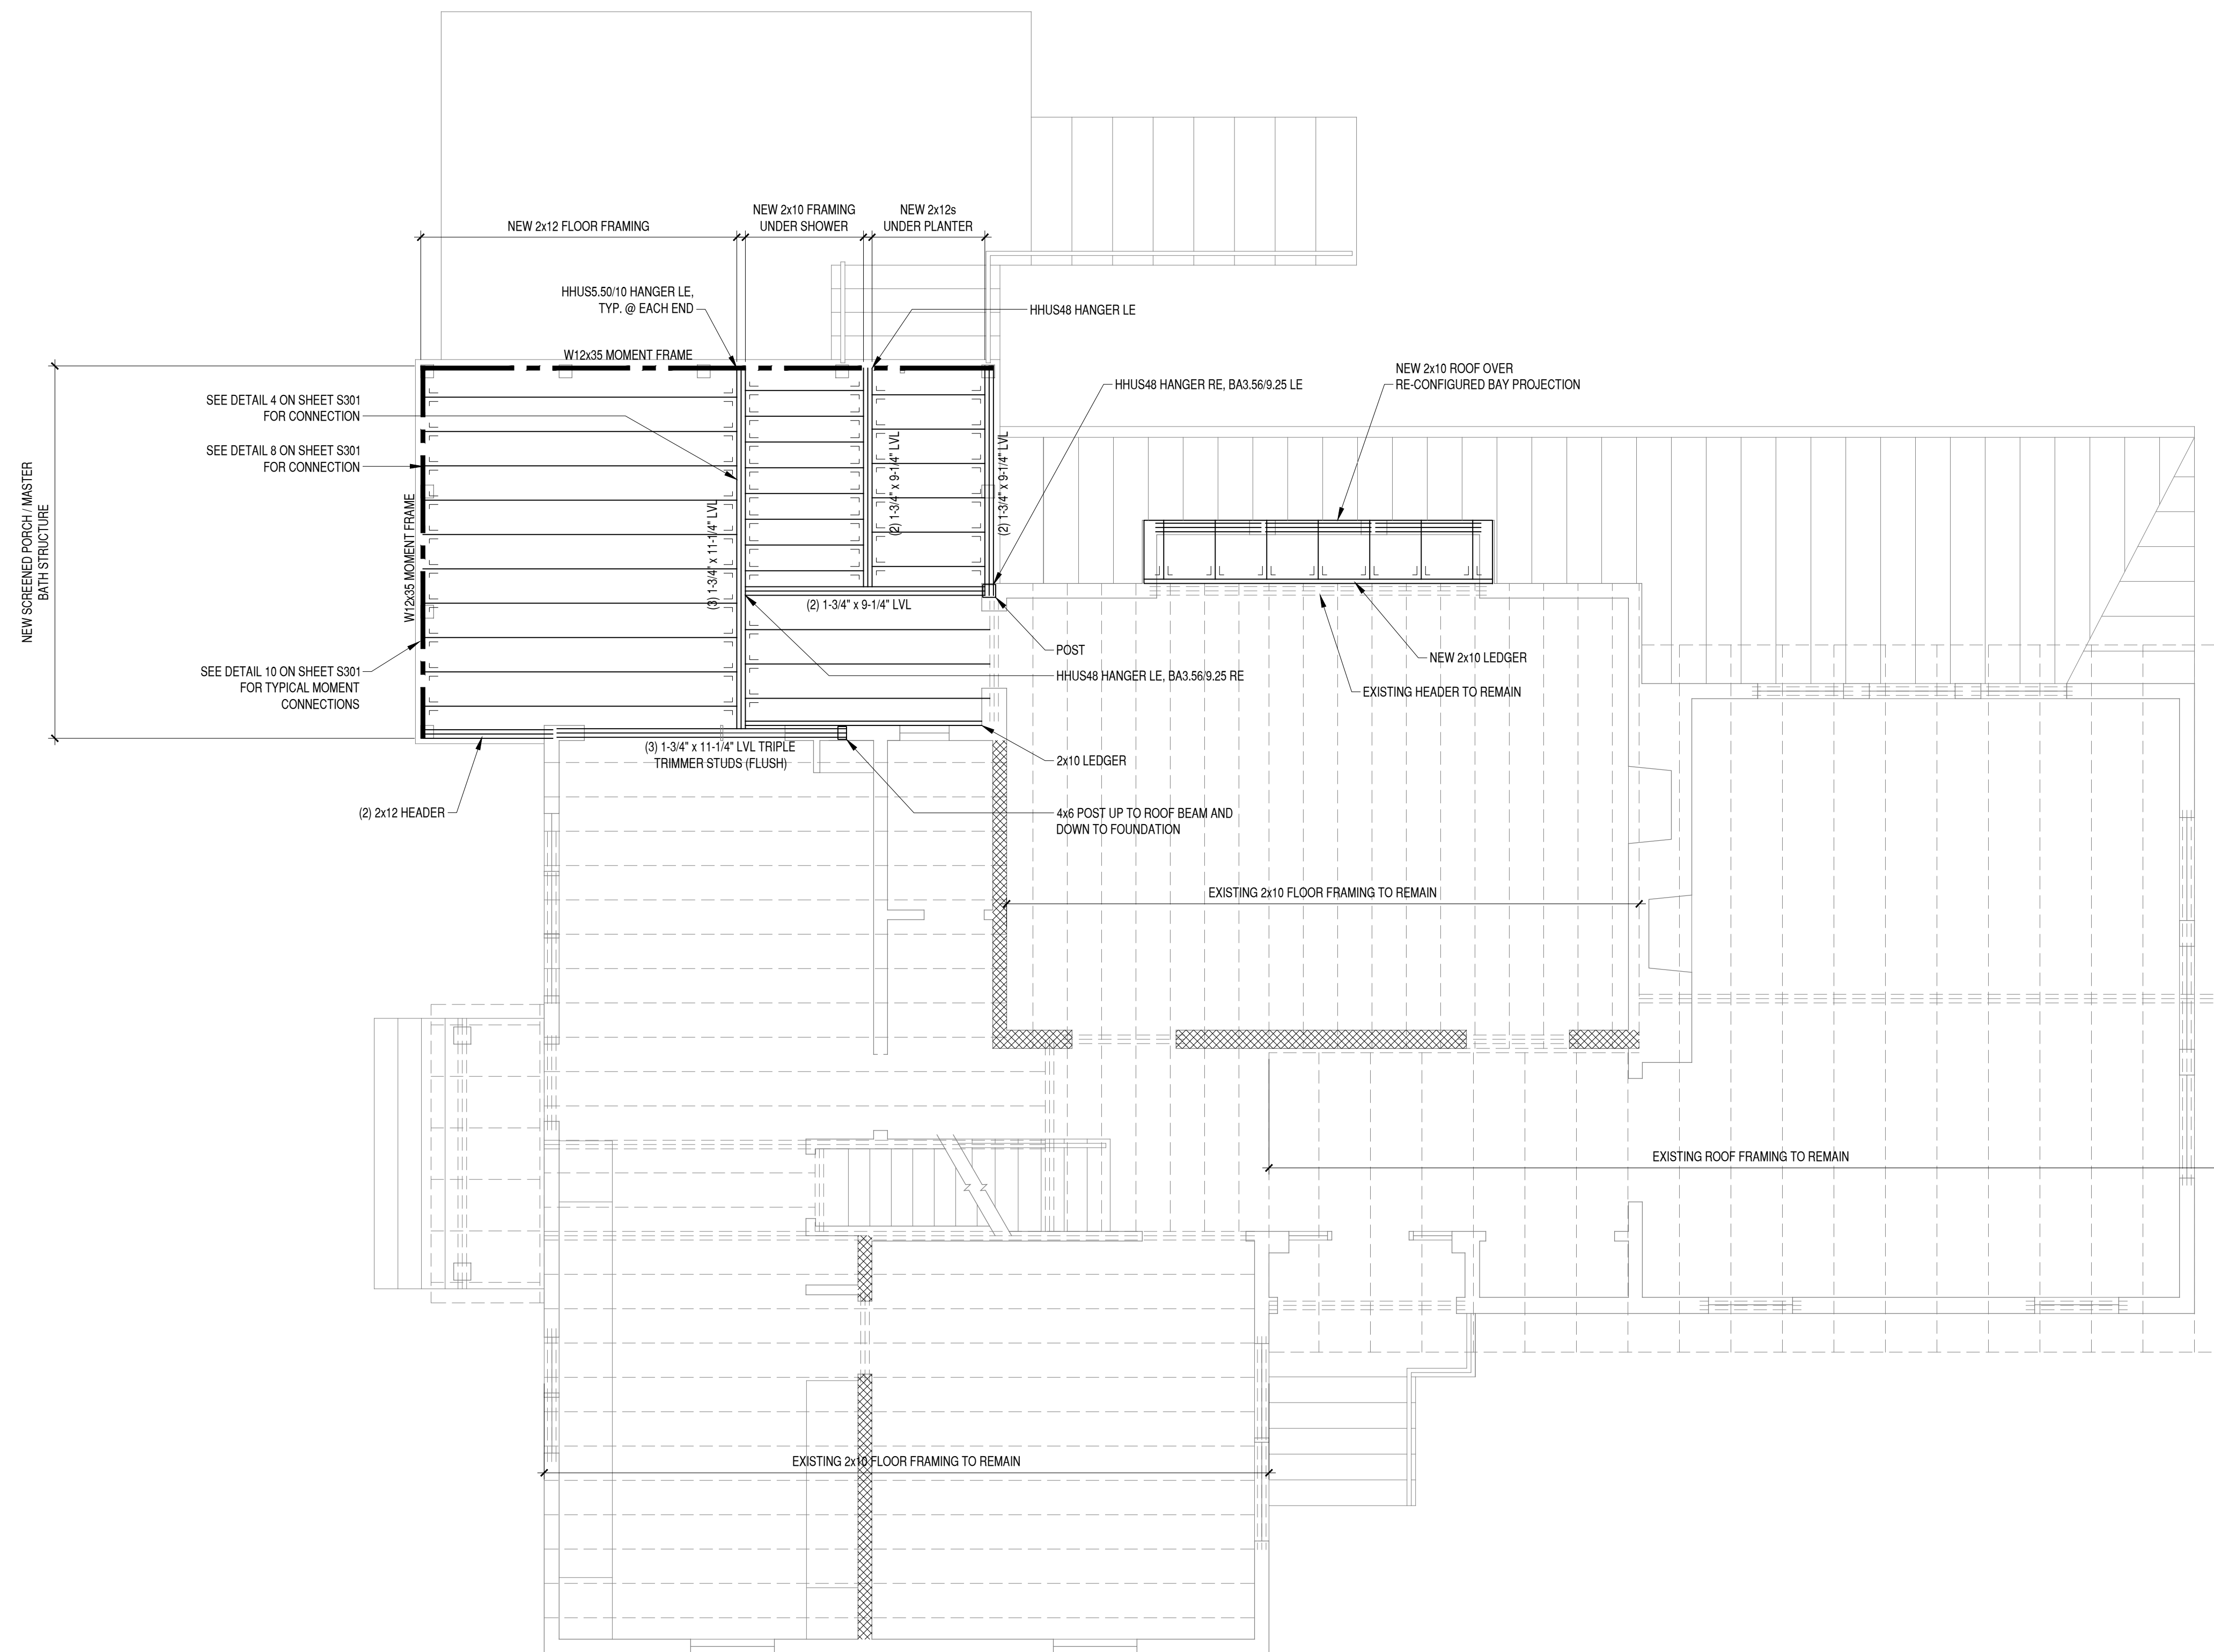 NEW 2x12 FLOOR FRAMING
NEW 2x10 FRAMING
UNDER SHOWER
NEW 2x12s
UNDER PLANTER
HHUS5.50/10 HANGER LE,
TYP. @ EACH END
HHUS48 HANGER LE
W12x35 MOMENT FRAME
NEW 2x10 ROOF OVER
RE-CONFIGURED BAY PROJECTION
HHUS48 HANGER RE, BA3.56/9.25 LE
SEE DETAIL 4 ON SHEET S301
FOR CONNECTION
SEE DETAIL 8 ON SHEET S301
FOR CONNECTION
NEW SCREENED PORCH / MASTER
BATH STRUCTURE
W12x35 MOMENT FRAME
(3) 1-3/4" x 11-1/4" LVL
(2) 1-3/4" x 9-1/4" LVL
(2) 1-3/4" x 9-1/4" LVL
(2) 1-3/4" x 9-1/4" LVL
POST
NEW 2x10 LEDGER
HHUS48 HANGER LE, BA3.56/9.25 RE
EXISTING HEADER TO REMAIN
SEE DETAIL 10 ON SHEET S301
FOR TYPICAL MOMENT
CONNECTIONS
(3) 1-3/4" x 11-1/4" LVL TRIPLE
TRIMMER STUDS (FLUSH)
2x10 LEDGER
(2) 2x12 HEADER
4x6 POST UP TO ROOF BEAM AND
DOWN TO FOUNDATION
EXISTING 2x10 FLOOR FRAMING TO REMAIN
EXISTING ROOF FRAMING TO REMAIN
EXISTING 2x10 FLOOR FRAMING TO REMAIN